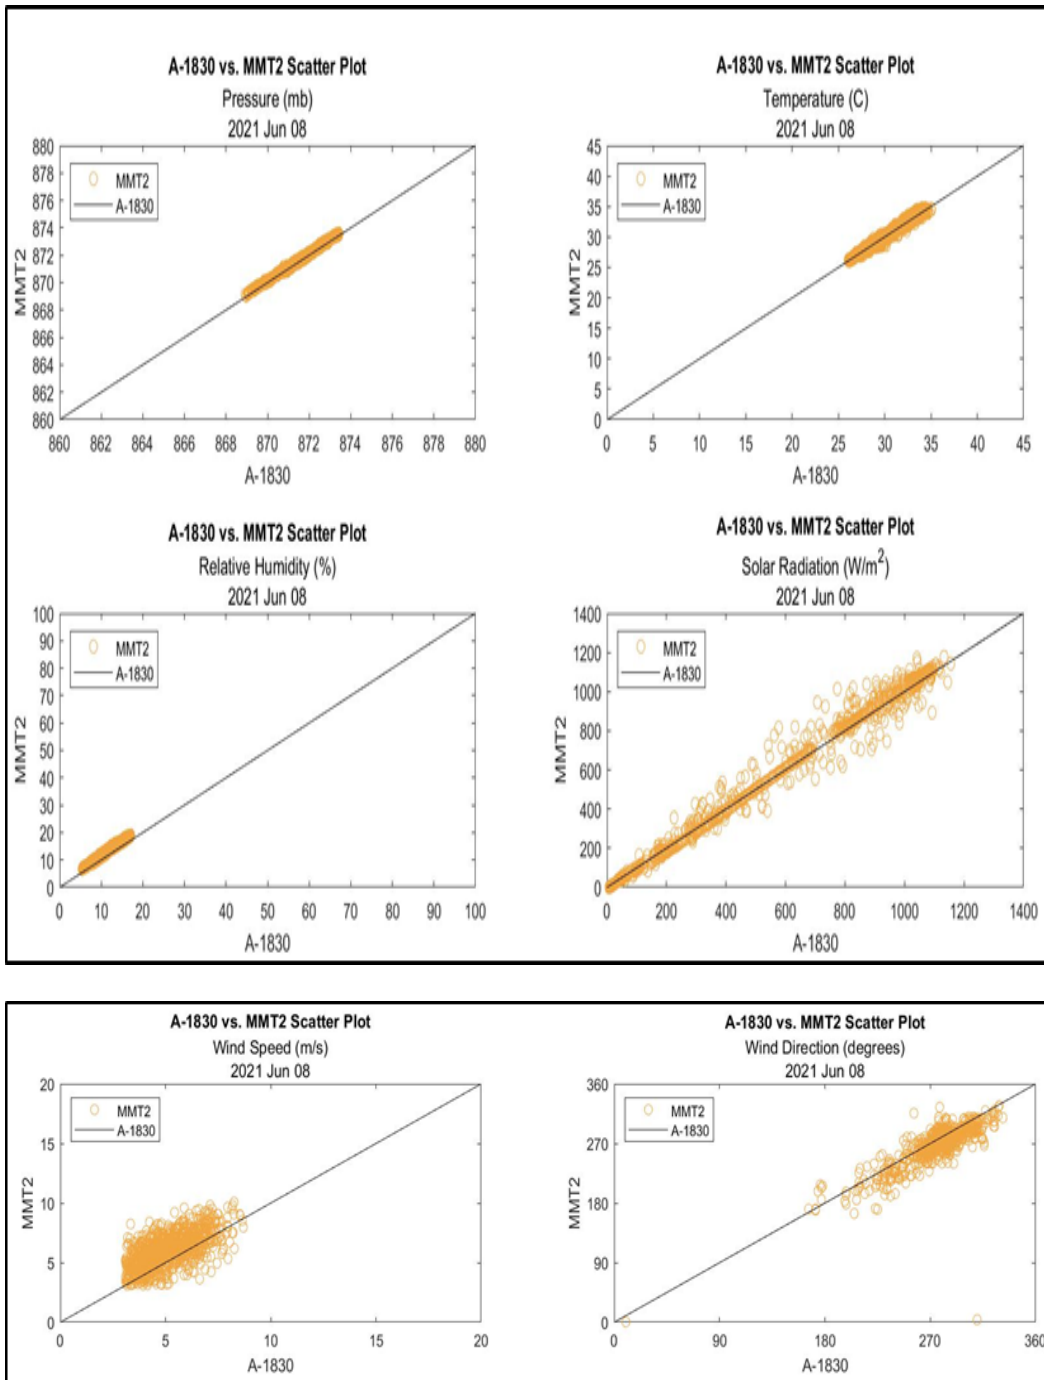 A-1830 vs. MMT2 Scatter Plot
Pressure (mb)
2021 Jun 08
880
878
876
874
872
870
868
866
864
862
860
MMT2
MMT2
A-1830
860 862 864 866 868 870 872 874 876 878 880
A-1830
A-1830 vs. MMT2 Scatter Plot
Temperature (C)
2021 Jun 08
45
40
35
30
25
20
15
10
5
0
MMT2
MMT2
A-1830
0 5 10 15 20 25 30 35 40 45
A-1830
A-1830 vs. MMT2 Scatter Plot
Relative Humidity (%)
2021 Jun 08
100
90
80
70
60
50
40
30
20
10
0
MMT2
MMT2
A-1830
0 10 20 30 40 50 60 70 80 90 100
A-1830
A-1830 vs. MMT2 Scatter Plot
Solar Radiation (W/m²)
2021 Jun 08
1400
1200
1000
800
600
400
200
0
MMT2
MMT2
A-1830
0 200 400 600 800 1000 1200 1400
A-1830
A-1830 vs. MMT2 Scatter Plot
Wind Speed (m/s)
2021 Jun 08
20
15
10
5
0
MMT2
MMT2
A-1830
0 5 10 15 20
A-1830
A-1830 vs. MMT2 Scatter Plot
Wind Direction (degrees)
2021 Jun 08
360
270
180
90
0
MMT2
MMT2
A-1830
0 90 180 270 360
A-1830